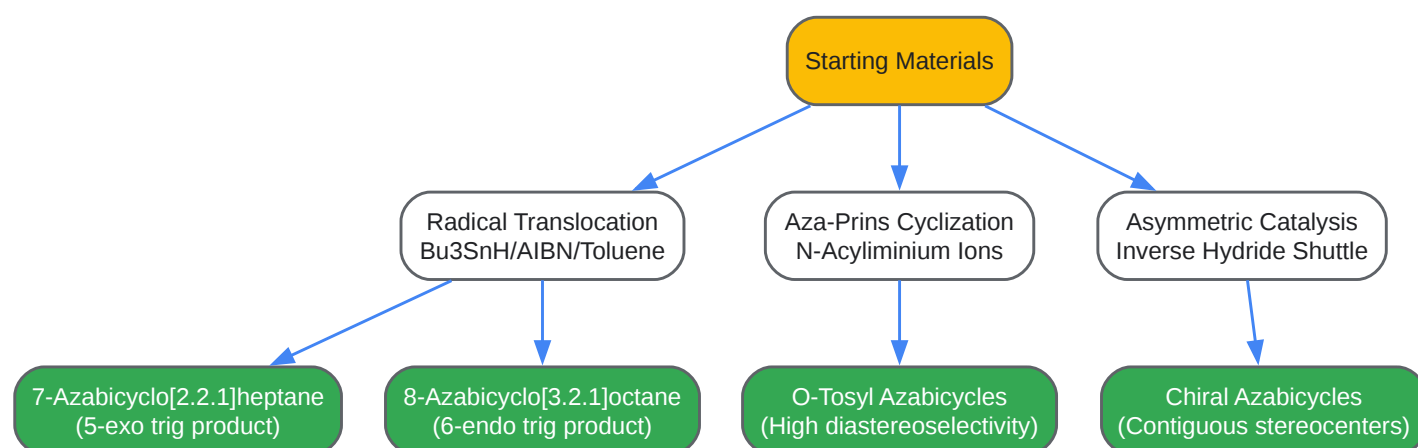 Starting Materials
Radical Translocation
Bu3SnH/AIBN/Toluene
Aza-Prins Cyclization
N-Acyliminium Ions
Asymmetric Catalysis
Inverse Hydride Shuttle
7-Azabicyclo[2.2.1]heptane
(5-exo trig product)
8-Azabicyclo[3.2.1]octane
(6-endo trig product)
O-Tosyl Azabicycles
(High diastereoselectivity)
Chiral Azabicycles
(Contiguous stereocenters)